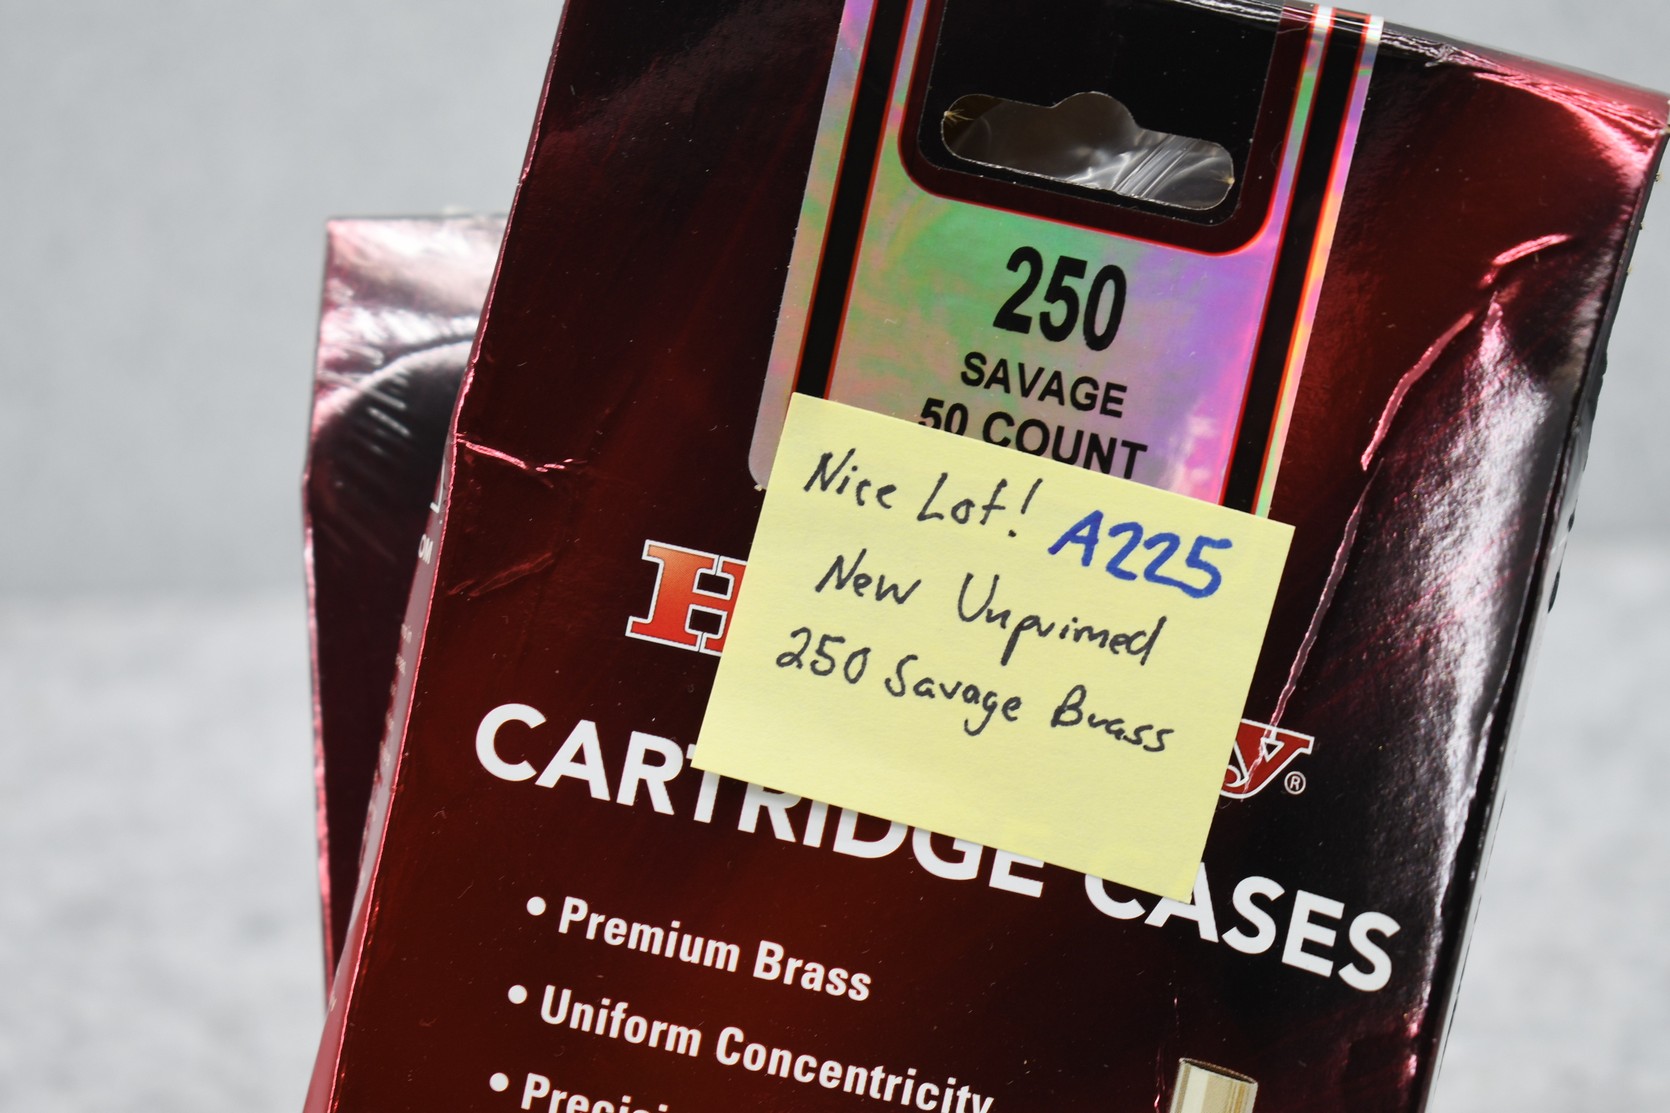 250
SAVAGE
50 COUNT
Nice Lot! A225
New Unprimed
250 Savage Brass
H y®
CARTRIDGE CASES
• Premium Brass
• Uniform Concentricity